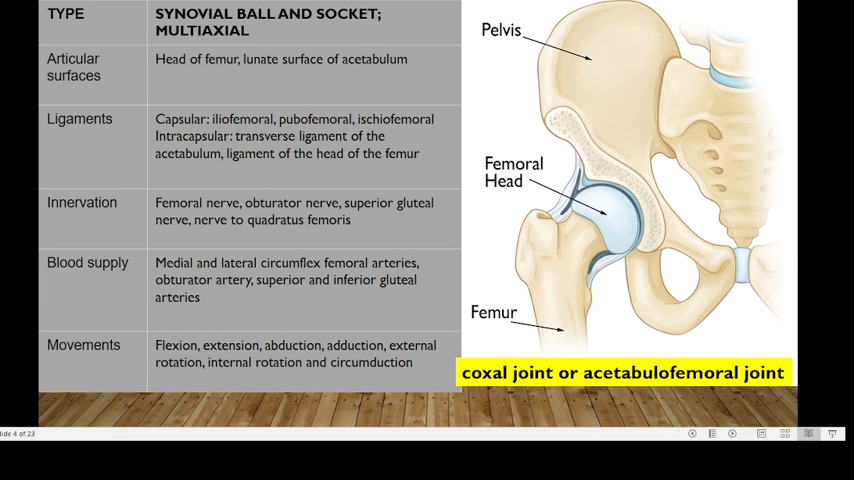 TYPE
SYNOVIAL BALL AND SOCKET;
MULTIAXIAL
Articular
surfaces
Head of femur, lunate surface of acetabulum
Ligaments
Capsular: iliofemoral, pubofemoral, ischiofemoral
Intracapsular: transverse ligament of the
acetabulum, ligament of the head of the femur
Innervation
Femoral nerve, obturator nerve, superior gluteal
nerve, nerve to quadratus femoris
Blood supply
Medial and lateral circumflex femoral arteries,
obturator artery, superior and inferior gluteal
arteries
Movements
Flexion, extension, abduction, adduction, external
rotation, internal rotation and circumduction
Pelvis
Femoral
Head
Femur
coxal joint or acetabulofemoral joint
lide 4 of 23